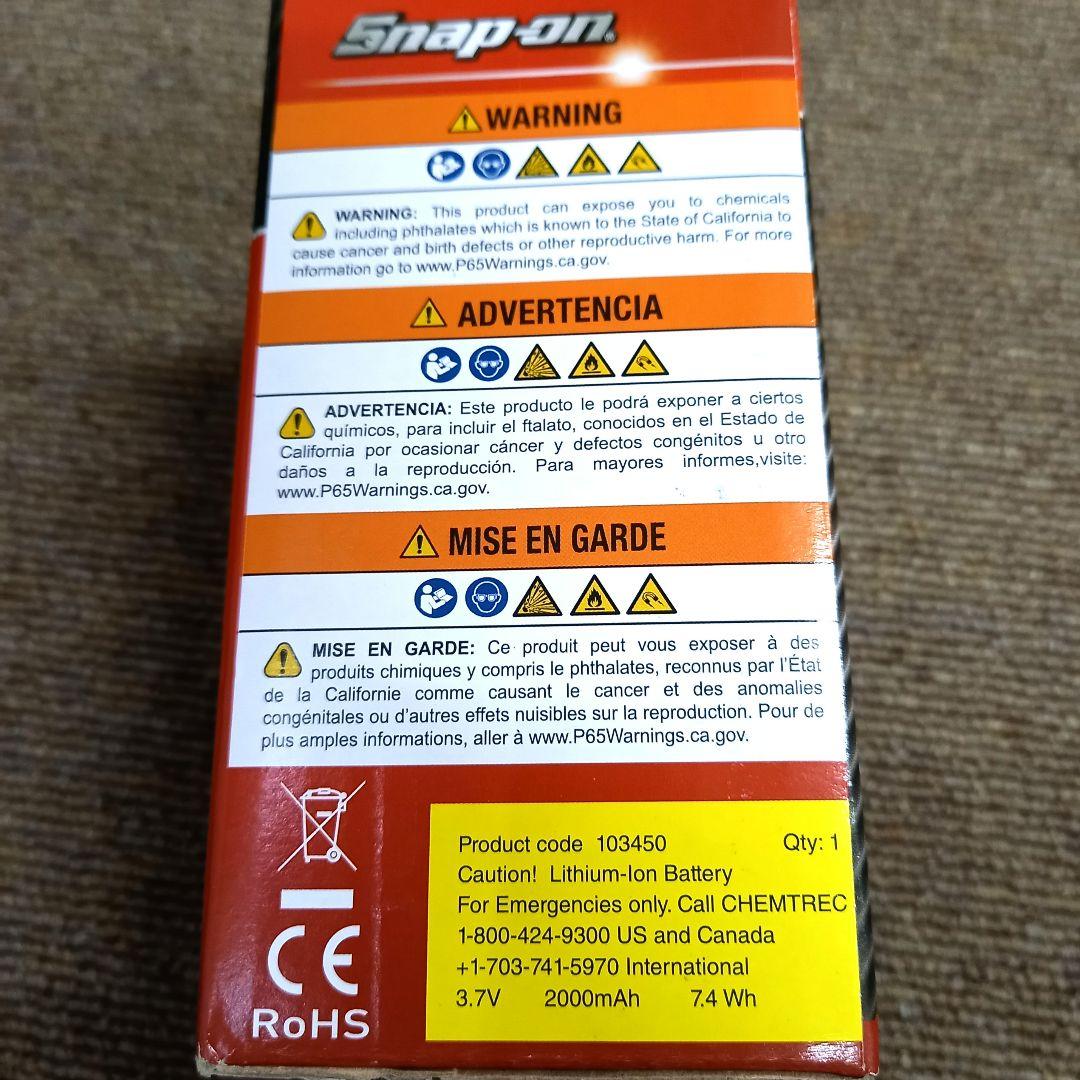 Snap-on
WARNING
WARNING: This product can expose you to chemicals
including phthalates which is known to the State of California to
cause cancer and birth defects or other reproductive harm. For more
information go to www.P65Warnings.ca.gov.
ADVERTENCIA
ADVERTENCIA: Este producto le podrá exponer a ciertos
químicos, para incluir el ftalato, conocidos en el Estado de
California por ocasionar cáncer y defectos congénitos u otro
daños a la reproducción. Para mayores informes,visite:
www.P65Warnings.ca.gov.
MISE EN GARDE
MISE EN GARDE: Ce produit peut vous exposer à des
produits chimiques y compris le phthalates, reconnus par l'État
de la Californie comme causant le cancer et des anomalies
congénitales ou d'autres effets nuisibles sur la reproduction. Pour de
plus amples informations, aller à www.P65Warnings.ca.gov.
CE
RoHS
Product code 103450 Qty: 1
Caution! Lithium-Ion Battery
For Emergencies only. Call CHEMTREC
1-800-424-9300 US and Canada
+1-703-741-5970 International
3.7V 2000mAh 7.4 Wh